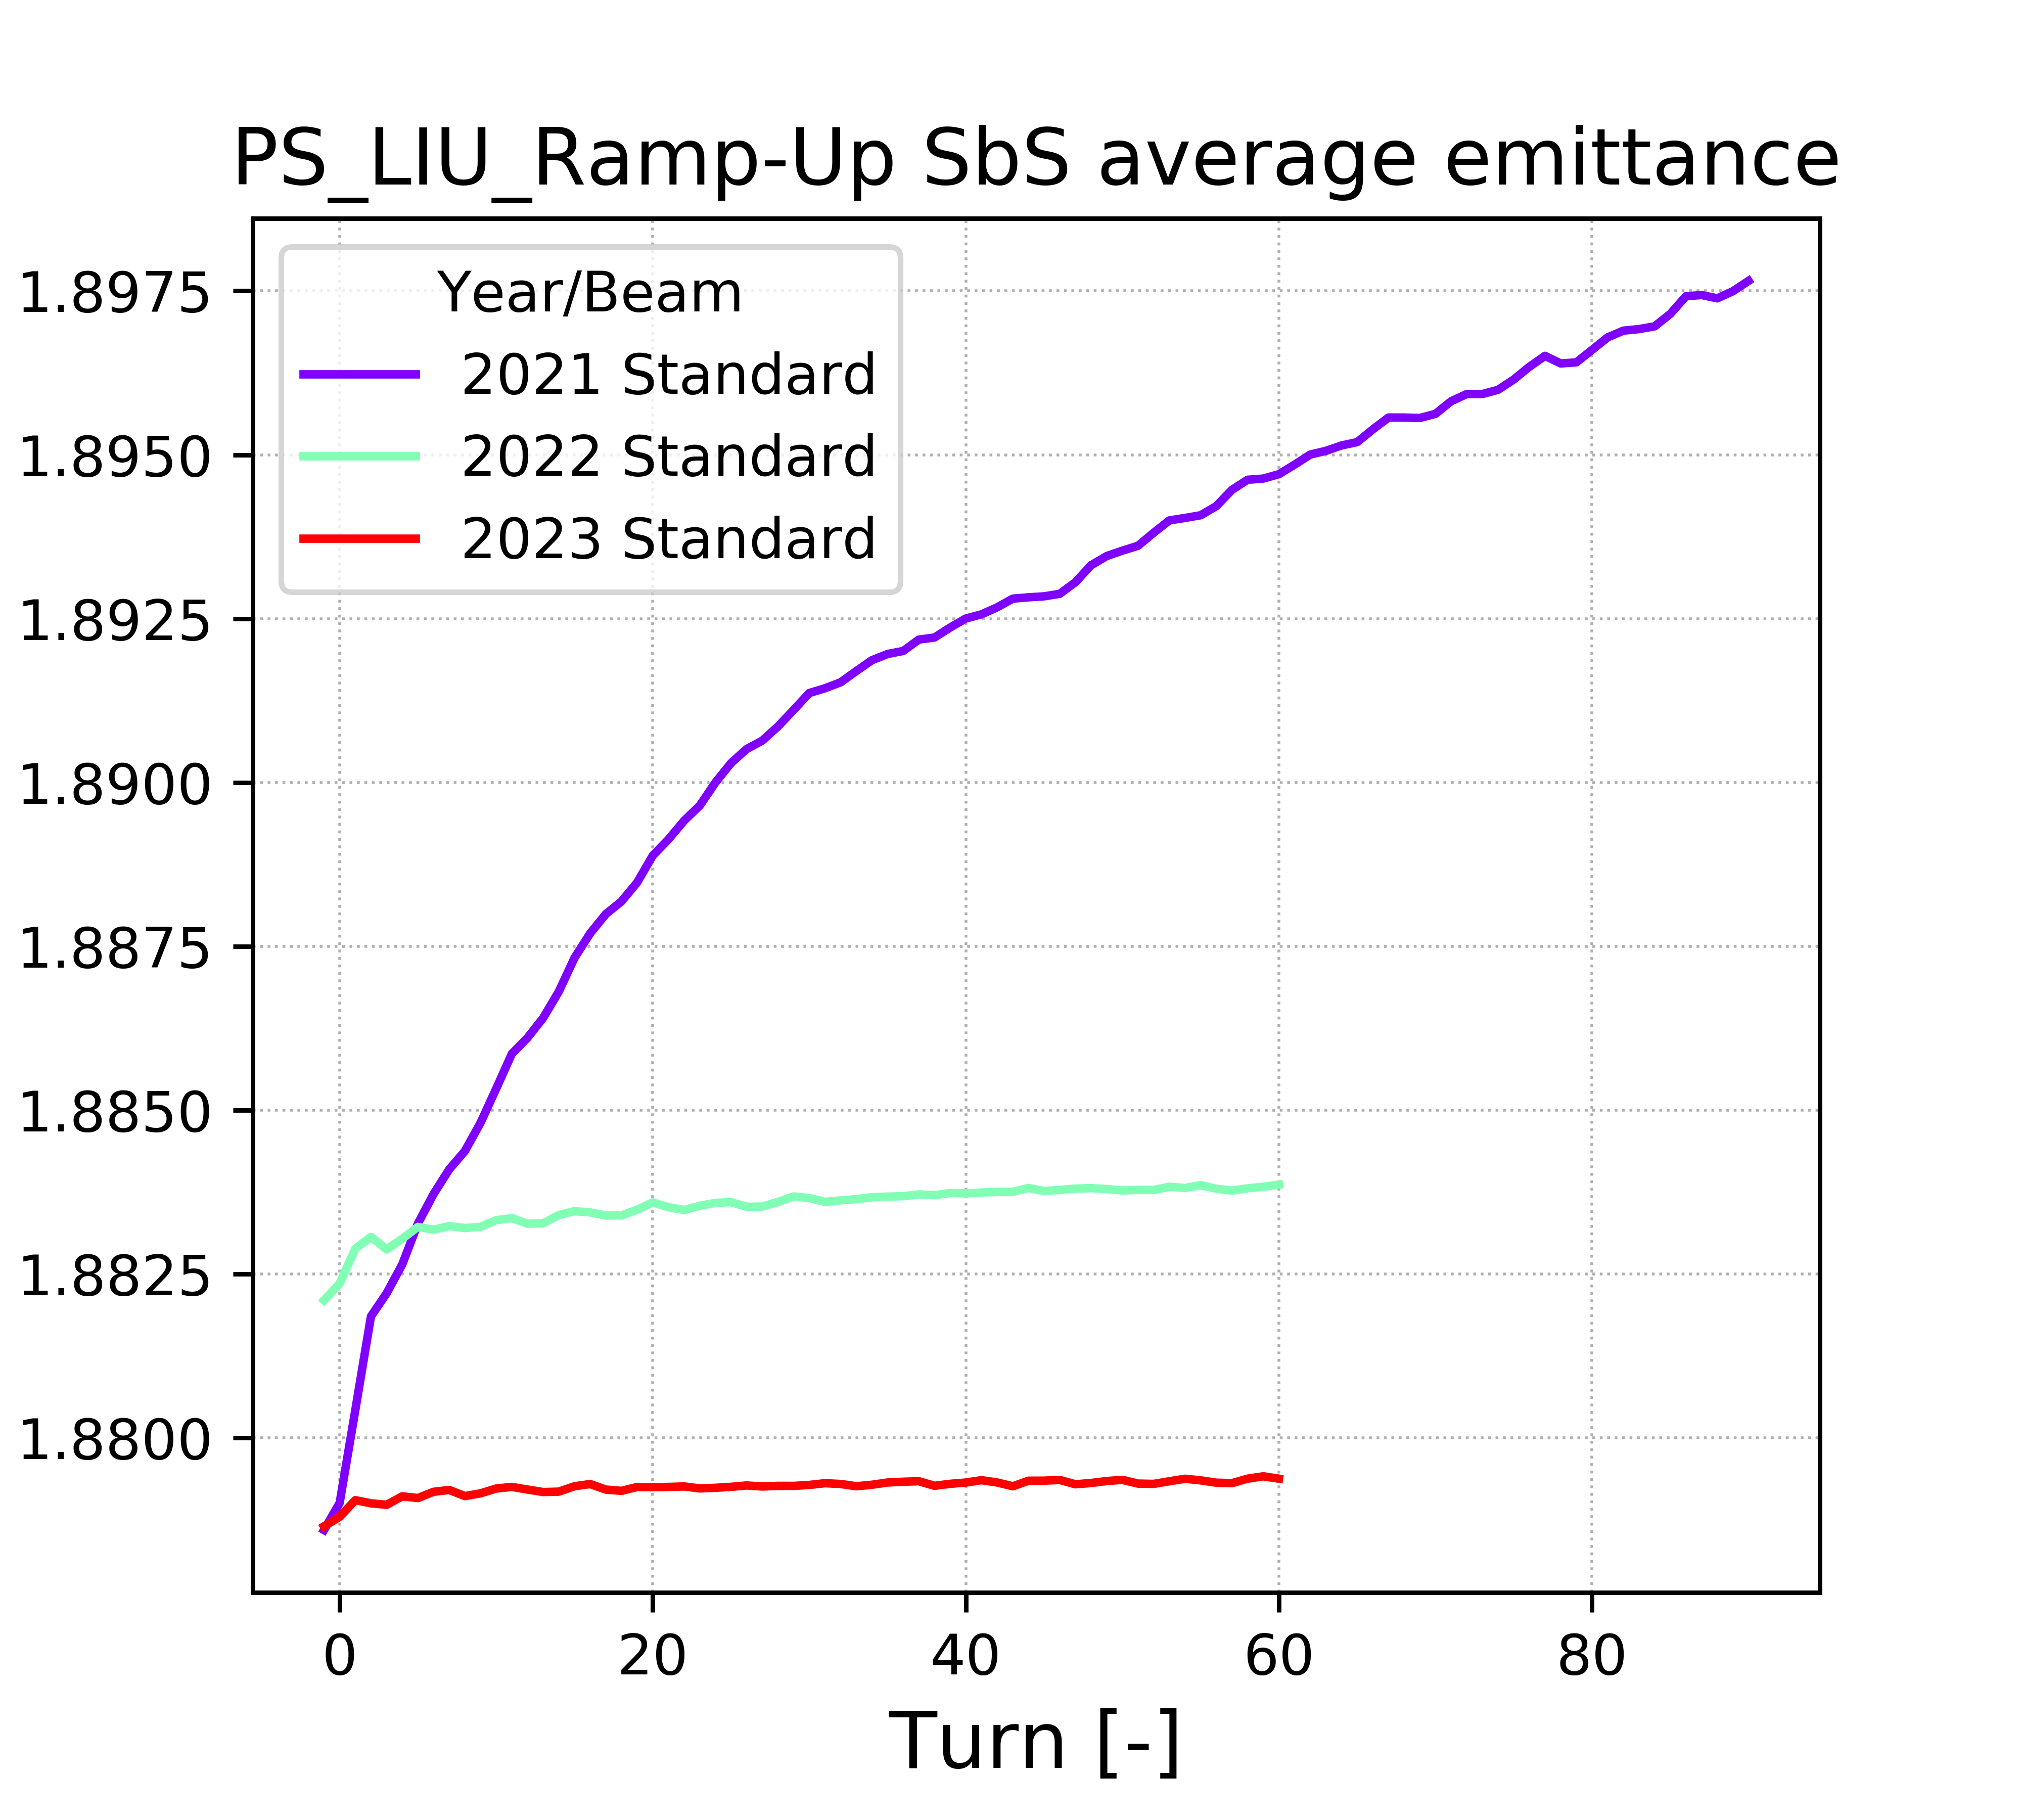 PS_LIU_Ramp-Up SbS average emittance
1.8975
1.8950
1.8925
1.8900
1.8875
1.8850
1.8825
1.8800
Year/Beam
2021 Standard
2022 Standard
2023 Standard
0 20 40 60 80
Turn [-]